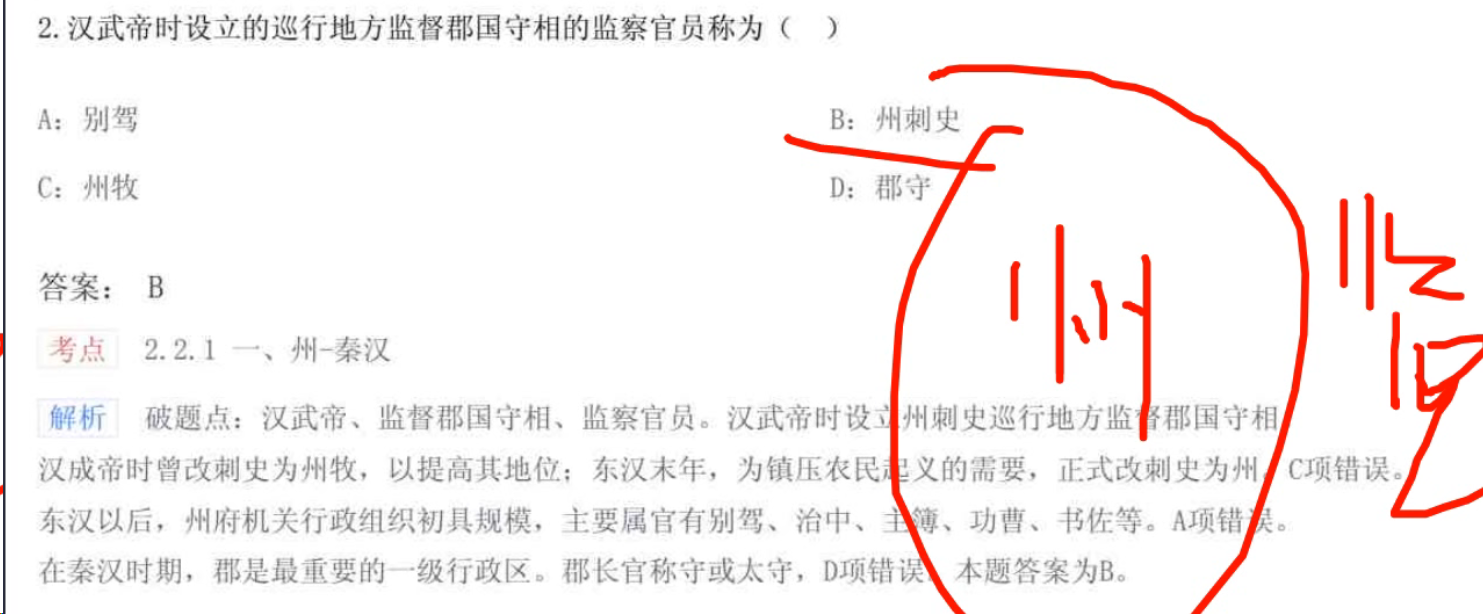 2.汉武帝时设立的巡行地方监督郡国守相的监察官员称为（ ）
A：别驾
B：州刺史
C：州牧
D：郡守
州
答案： B
考点 2.2.1 一、州-秦汉
解析 破题点：汉武帝、监督郡国守相、监察官员。汉武帝时设立州刺史巡行地方监督郡国守相
汉成帝时曾改刺史为州牧，以提高其地位；东汉末年，为镇压农民起义的需要，正式改刺史为州 C项错误。
东汉以后，州府机关行政组织初具规模，主要属官有别驾、治中、主簿、功曹、书佐等。A项错误。
在秦汉时期，郡是最重要的一级行政区。郡长官称守或太守，D项错误 本题答案为B。